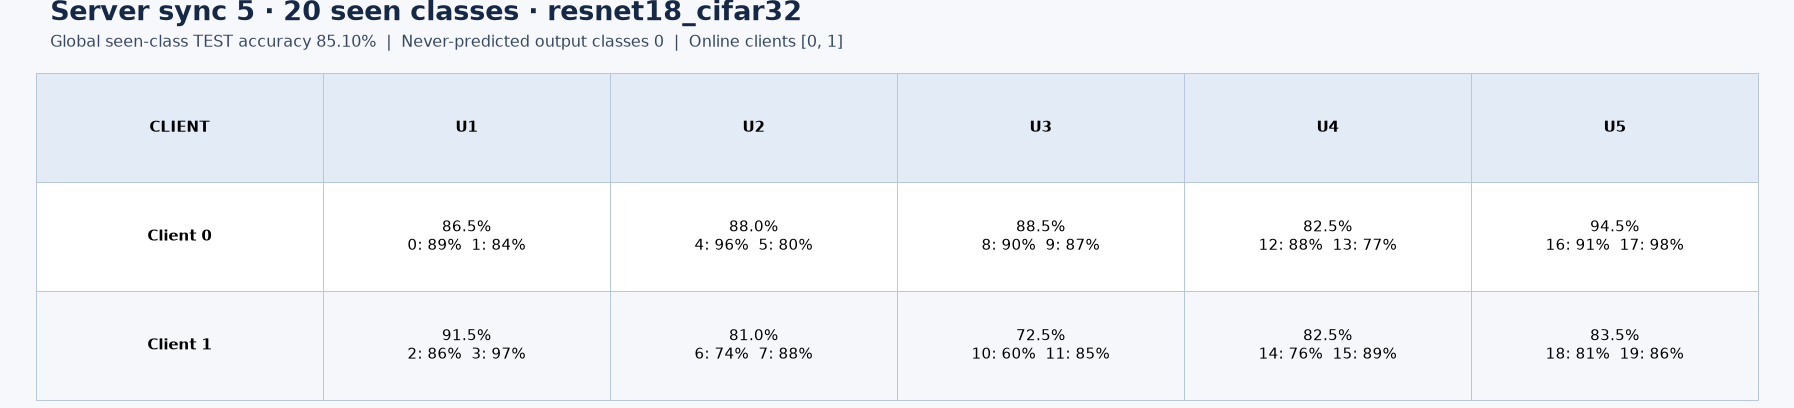 Server sync 5 · 20 seen classes · resnet18_cifar32
Global seen-class TEST accuracy 85.10% | Never-predicted output classes 0 | Online clients [0, 1]
CLIENT U1 U2 U3 U4 U5
Client 0
86.5%
0: 89% 1: 84%
88.0%
4: 96% 5: 80%
88.5%
8: 90% 9: 87%
82.5%
12: 88% 13: 77%
94.5%
16: 91% 17: 98%
Client 1
91.5%
2: 86% 3: 97%
81.0%
6: 74% 7: 88%
72.5%
10: 60% 11: 85%
82.5%
14: 76% 15: 89%
83.5%
18: 81% 19: 86%